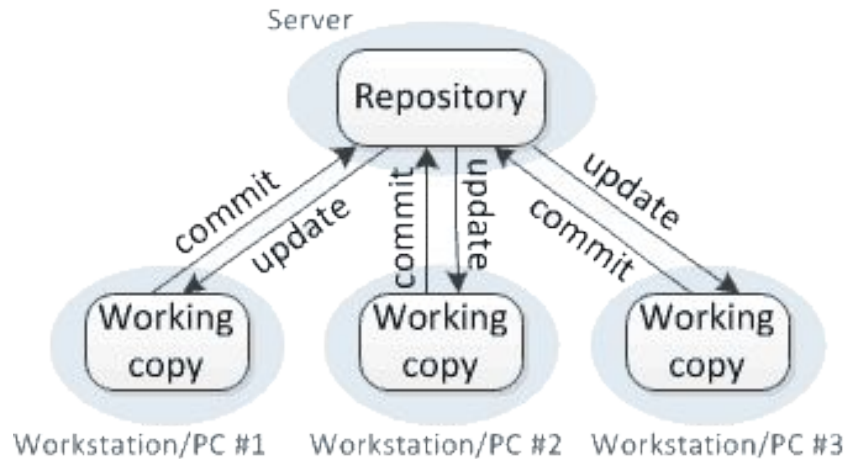 Server
Repository
commit
update
commit
update
update
commit
Working
copy
Working
copy
Working
copy
Workstation/PC #1
Workstation/PC #2
Workstation/PC #3